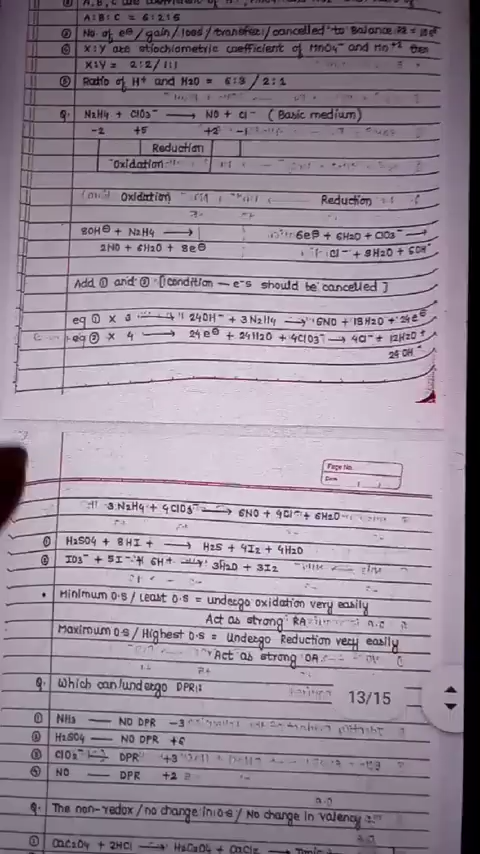 A:B:C = 5:2:6
No. of e⊖/gain/loss/transfer/cancelled to Balance
X:Y are stiochiametric coefficient of MnO4⁻ and Mn⁺² then
X:Y = 2:2/1:1
Ratio of H⁺ and H2O = 6:3/2:1
Q. N2H4 + ClO3⁻ → NO + Cl⁻ (Basic medium)
-2 +5 +2 -1
Reduction
Oxidation
Oxidation Reduction
8OH⊖ + N2H4 → 6e⊖ + 6H2O + ClO3⁻ →
2NO + 6H2O + 8e⊖ Cl⁻ + 3H2O + 6OH⁻
Add ① and ② [condition — e⁻s should be cancelled]
eq ① x 3 24OH⁻ + 3N2H4 → 6NO + 18H2O + 24e⊖
eq ② x 4 → 24e⊖ + 24H2O + 4ClO3⁻ → 4Cl⁻ + 12H2O +
24OH⁻
Page No.
Date
3N2H4 + 4ClO3⁻ → 6NO + 4Cl⁻ + 6H2O
① H2SO4 + 8HI + → H2S + 4I2 + 4H2O
② IO3⁻ + 5I⁻ + 6H⁺ → 3H2O + 3I2
• Minimum O.S/Least O.S = undergo oxidation very easily
Act as strong RA
Maximum O.S/Highest O.S = Undergo Reduction very easily
Act as strong OA
Q. Which can/undergo DPR:
13/15
① NH3 — NO DPR -3
② H2SO4 — NO DPR +6
③ ClO3⁻ — DPR
④ NO — DPR +2
Q. The non-redox/no change in O.S/No change in valency
① CaC2O4 + 2HCl → H2C2O4 + CaCl2 →